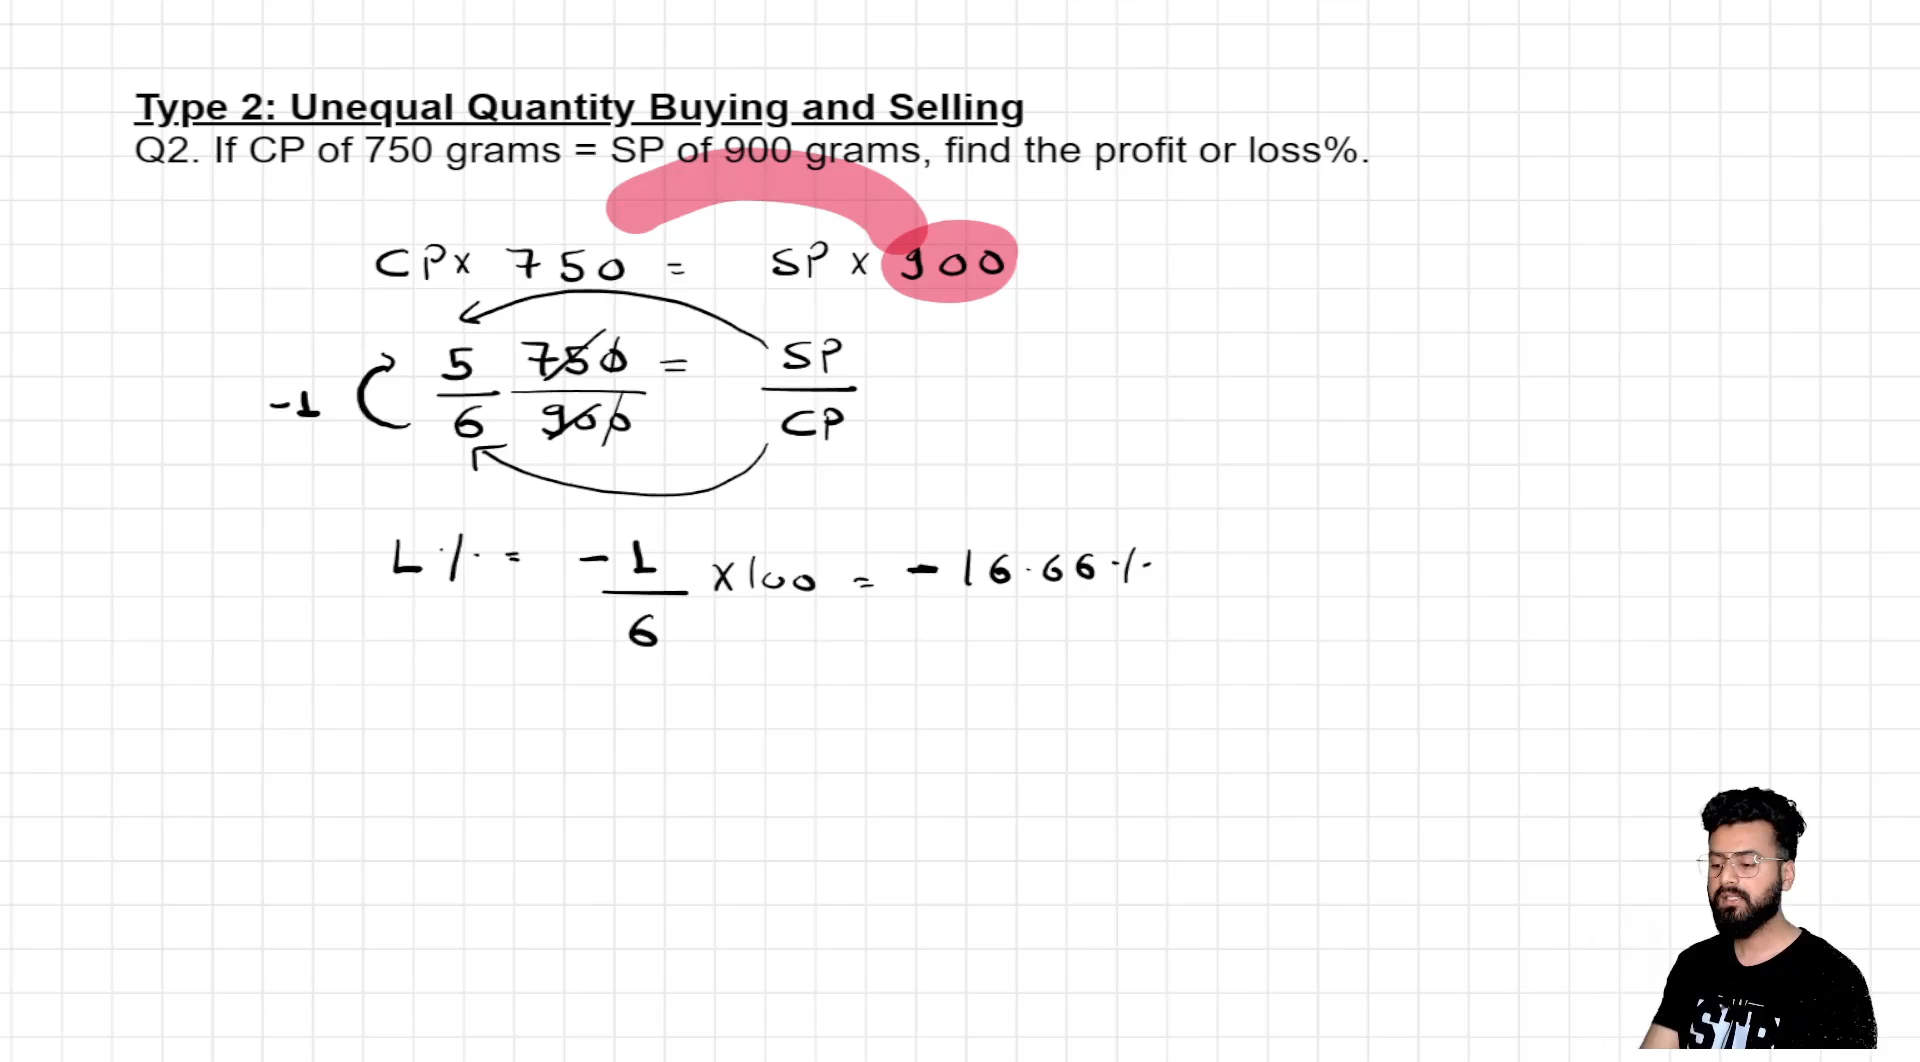 Type 2: Unequal Quantity Buying and Selling
Q2. If CP of 750 grams = SP of 900 grams, find the profit or loss%.
CP x 750 = SP x 900
5 750 = SP
-1
6 900 CP
L% = -1 x 100 = -16.66%
6